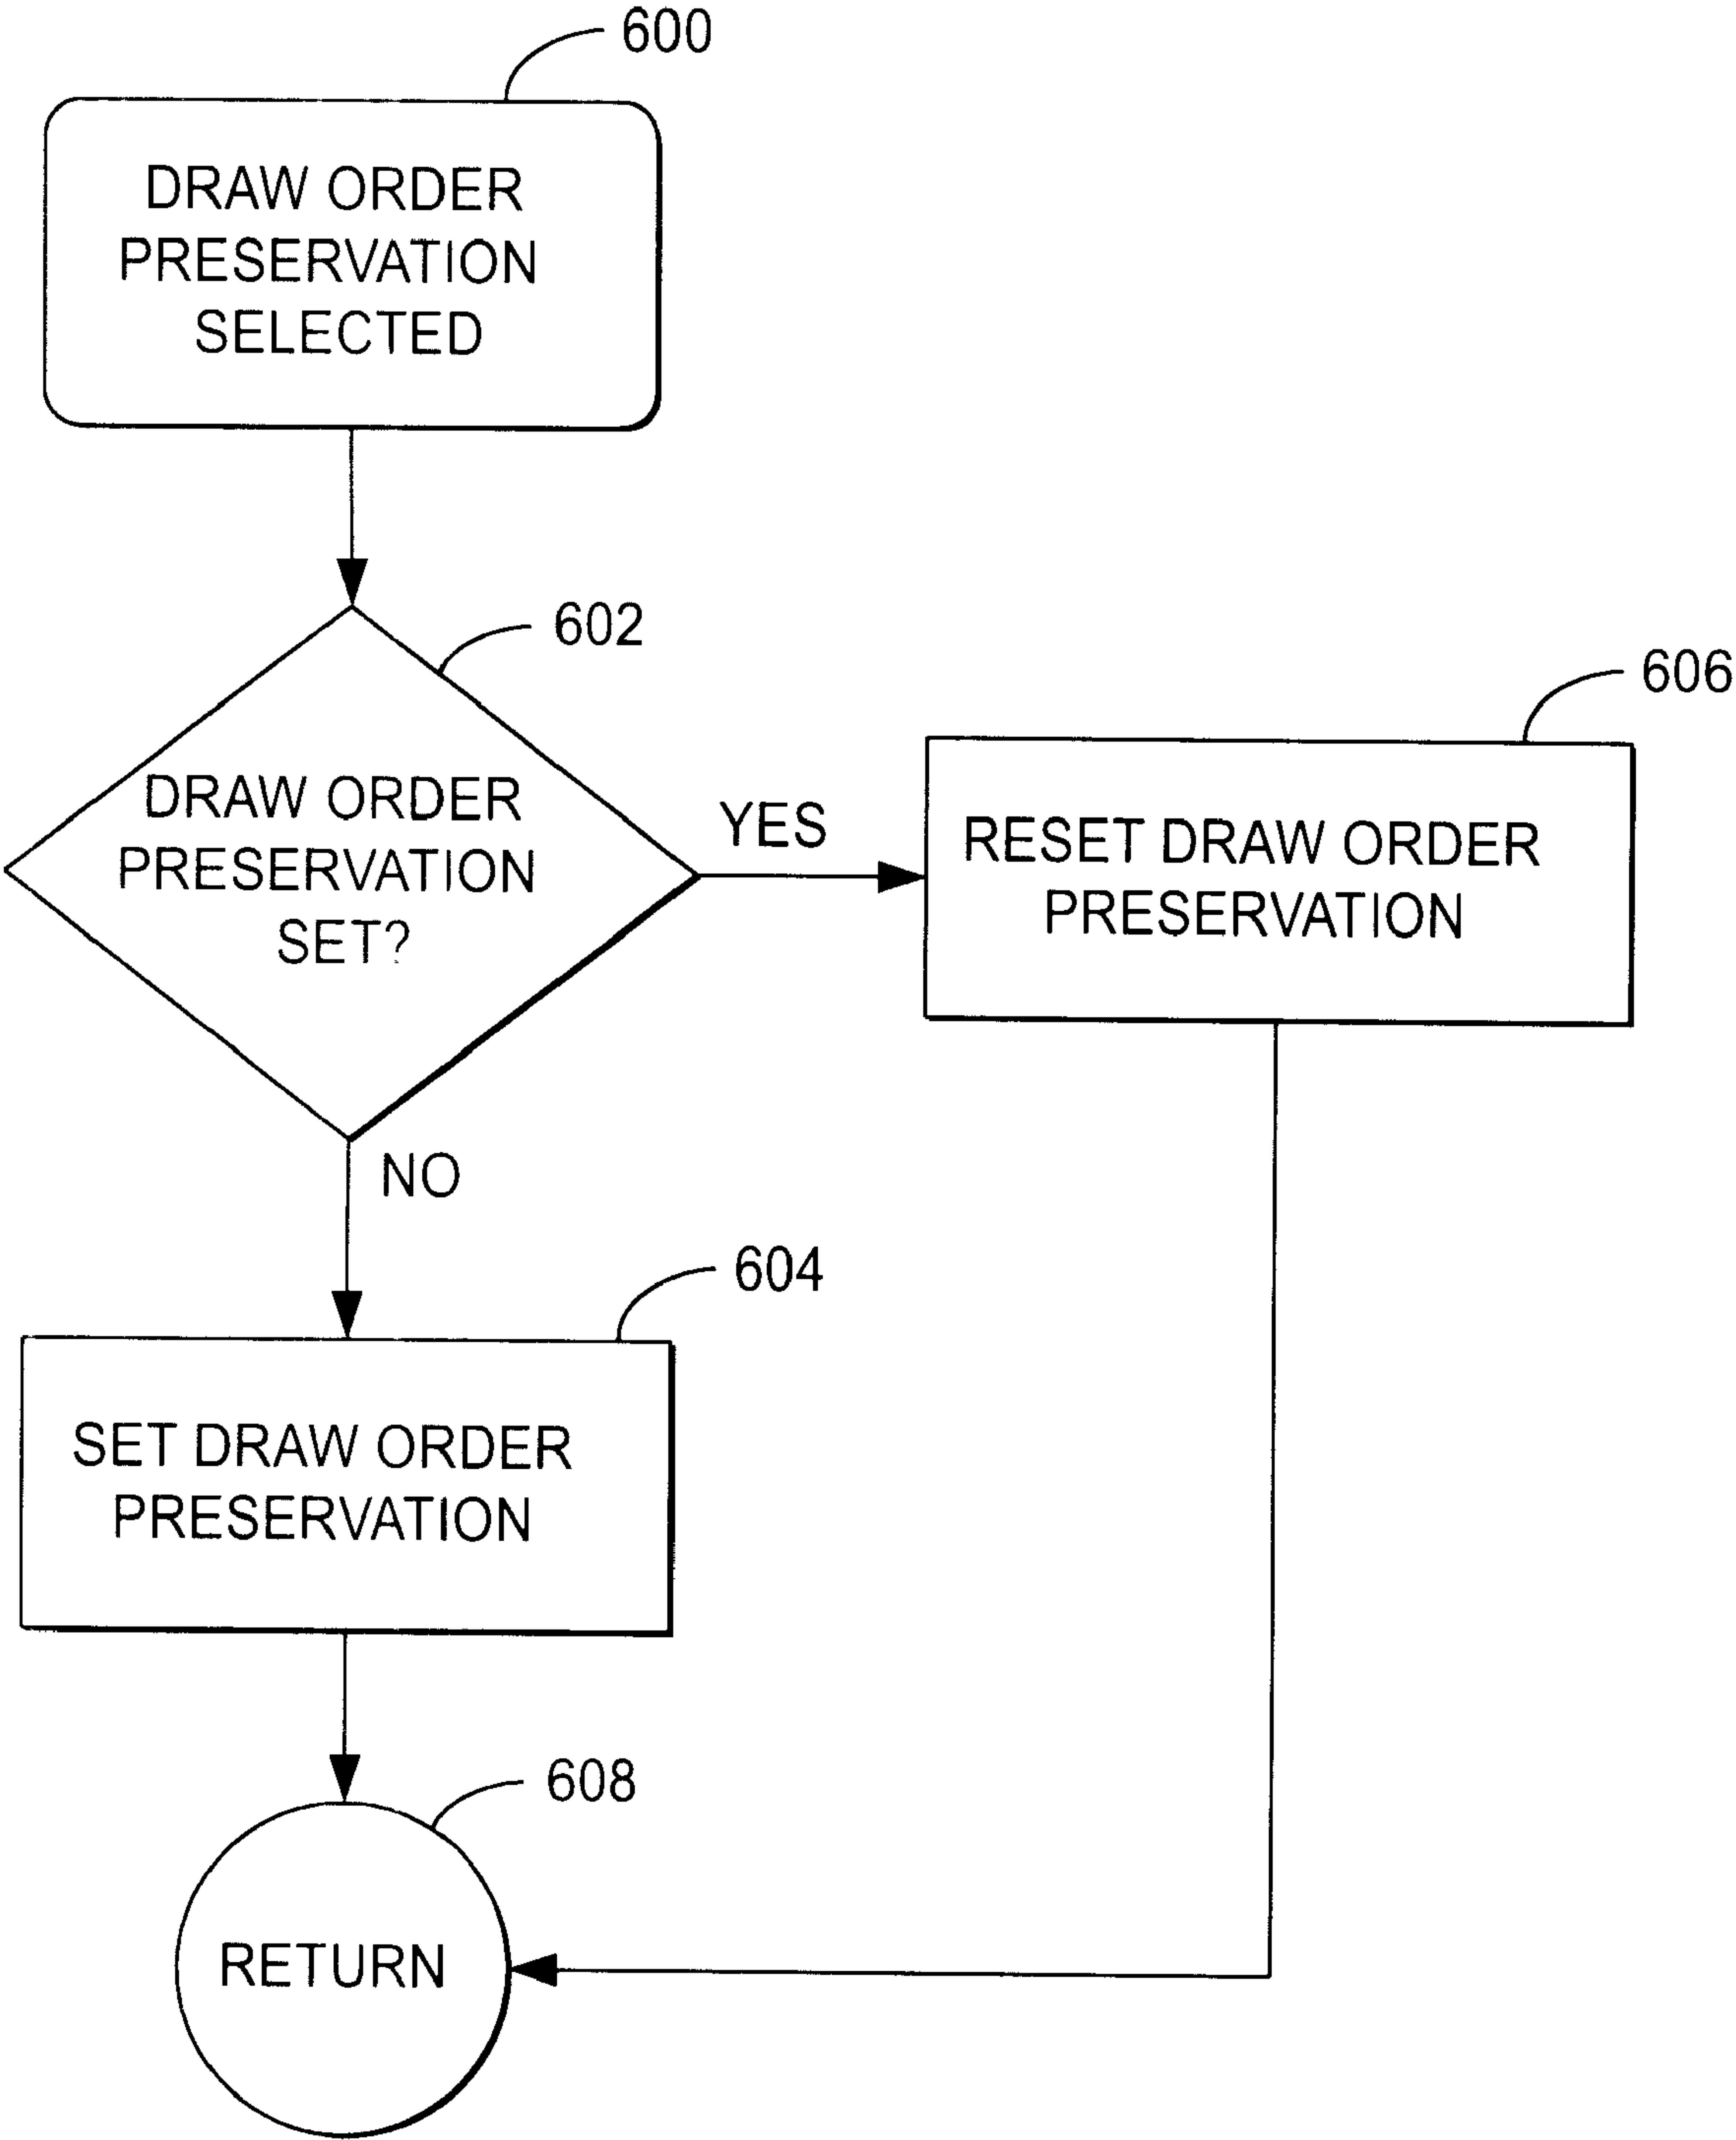 600
DRAW ORDER
PRESERVATION
SELECTED
602
DRAW ORDER
PRESERVATION
SET?
YES
606
RESET DRAW ORDER
PRESERVATION
NO
604
SET DRAW ORDER
PRESERVATION
608
RETURN